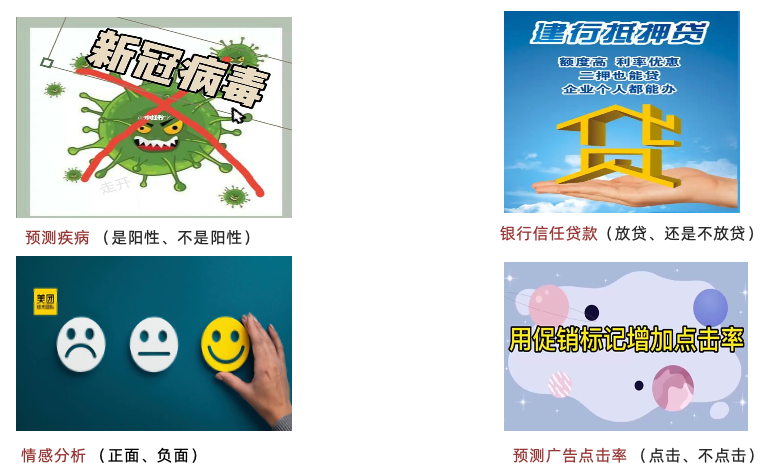 新冠病毒
走开
预测疾病 （是阳性、不是阳性）
建行抵押贷
额度高 利率优惠
二押也能贷
企业个人都能办
贷
银行信任贷款（放贷、还是不放贷）
美团
情感分析 （正面、负面）
用促销标记增加点击率
预测广告点击率 （点击、不点击）